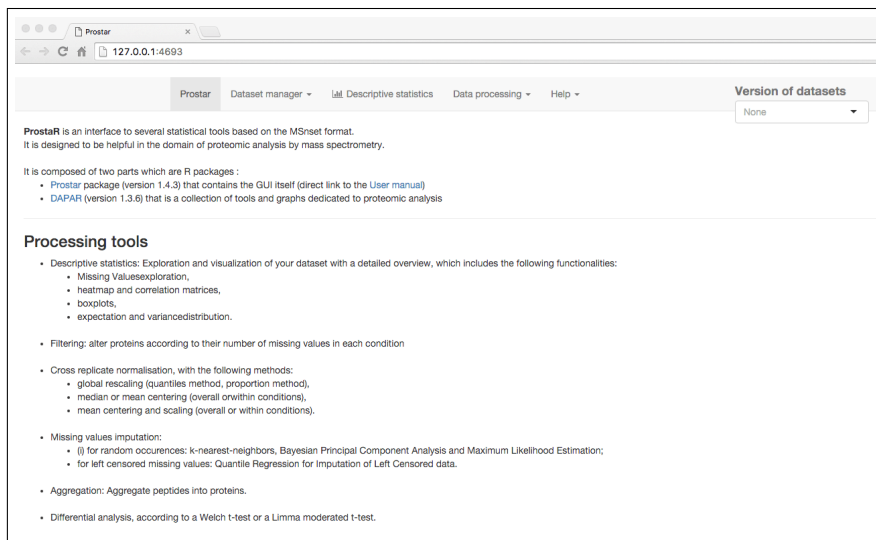 Prostar
127.0.0.1:4693
Prostar Dataset manager Descriptive statistics Data processing Help
Version of datasets
None
ProstaR is an interface to several statistical tools based on the MSnset format.
It is designed to be helpful in the domain of proteomic analysis by mass spectrometry.
It is composed of two parts which are R packages :
• Prostar package (version 1.4.3) that contains the GUI itself (direct link to the User manual)
• DAPAR (version 1.3.6) that is a collection of tools and graphs dedicated to proteomic analysis
Processing tools
• Descriptive statistics: Exploration and visualization of your dataset with a detailed overview, which includes the following functionalities:
• Missing Valuesexploration,
• heatmap and correlation matrices,
• boxplots,
• expectation and variancedistribution.
• Filtering: alter proteins according to their number of missing values in each condition
• Cross replicate normalisation, with the following methods:
• global rescaling (quantiles method, proportion method),
• median or mean centering (overall orwithin conditions),
• mean centering and scaling (overall or within conditions).
• Missing values imputation:
• (i) for random occurences: k-nearest-neighbors, Bayesian Principal Component Analysis and Maximum Likelihood Estimation;
• for left censored missing values: Quantile Regression for Imputation of Left Censored data.
• Aggregation: Aggregate peptides into proteins.
• Differential analysis, according to a Welch t-test or a Limma moderated t-test.